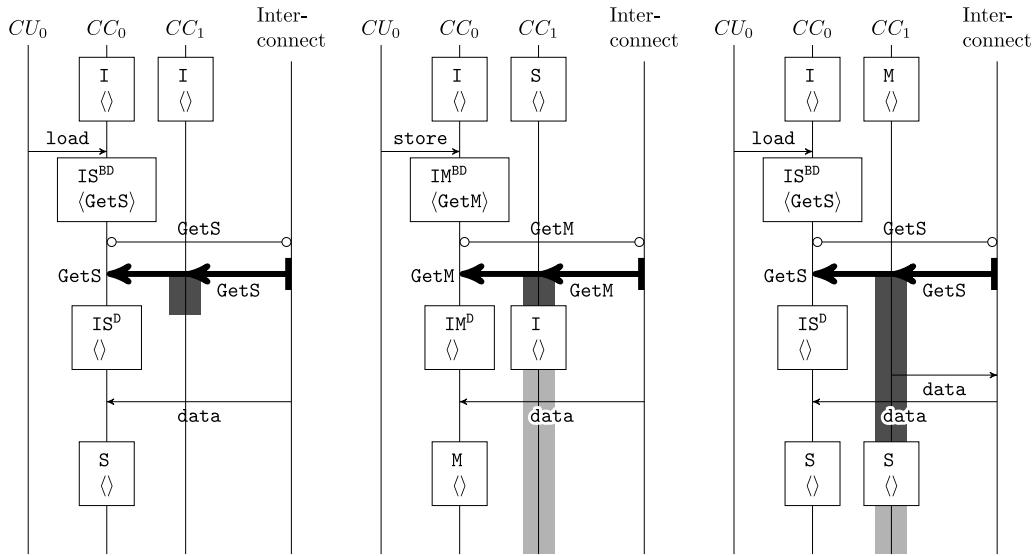 CU0 CC0 CC1 Inter-
connect
I
⟨⟩
I
⟨⟩
load
IS^BD
⟨GetS⟩
GetS
GetS
GetS
IS^D
⟨⟩
data
S
⟨⟩
CU0 CC0 CC1 Inter-
connect
I
⟨⟩
S
⟨⟩
store
IM^BD
⟨GetM⟩
GetM
GetM
GetM
IM^D
⟨⟩
I
⟨⟩
data
M
⟨⟩
CU0 CC0 CC1 Inter-
connect
I
⟨⟩
M
⟨⟩
load
IS^BD
⟨GetS⟩
GetS
GetS
GetS
IS^D
⟨⟩
data
data
S
⟨⟩
S
⟨⟩